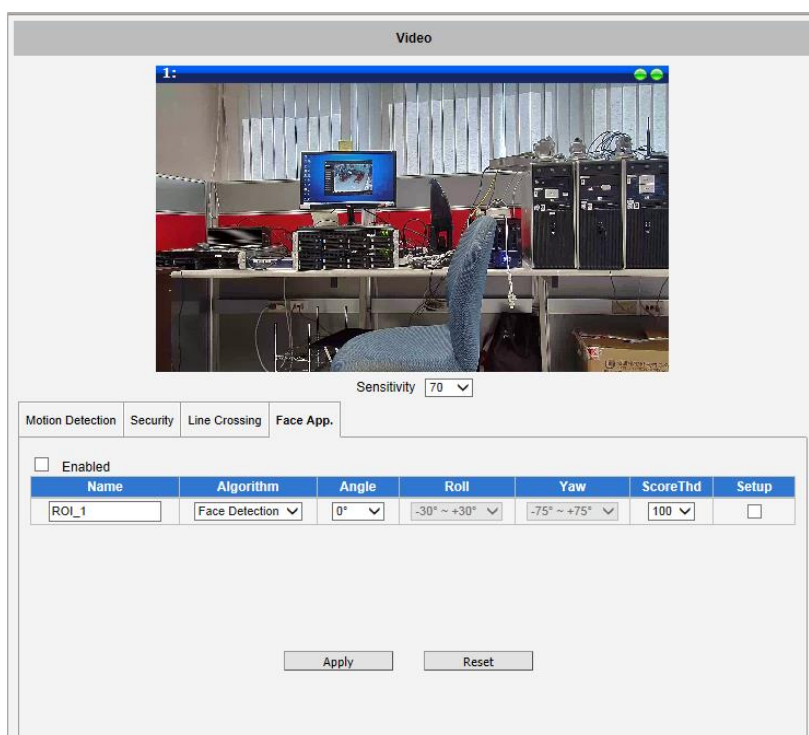 Video
1:
Sensitivity 70
Motion Detection Security Line Crossing Face App.
Enabled
Name Algorithm Angle Roll Yaw ScoreThd Setup
ROI_1 Face Detection 0° -30° ~ +30° -75° ~ +75° 100
Apply Reset